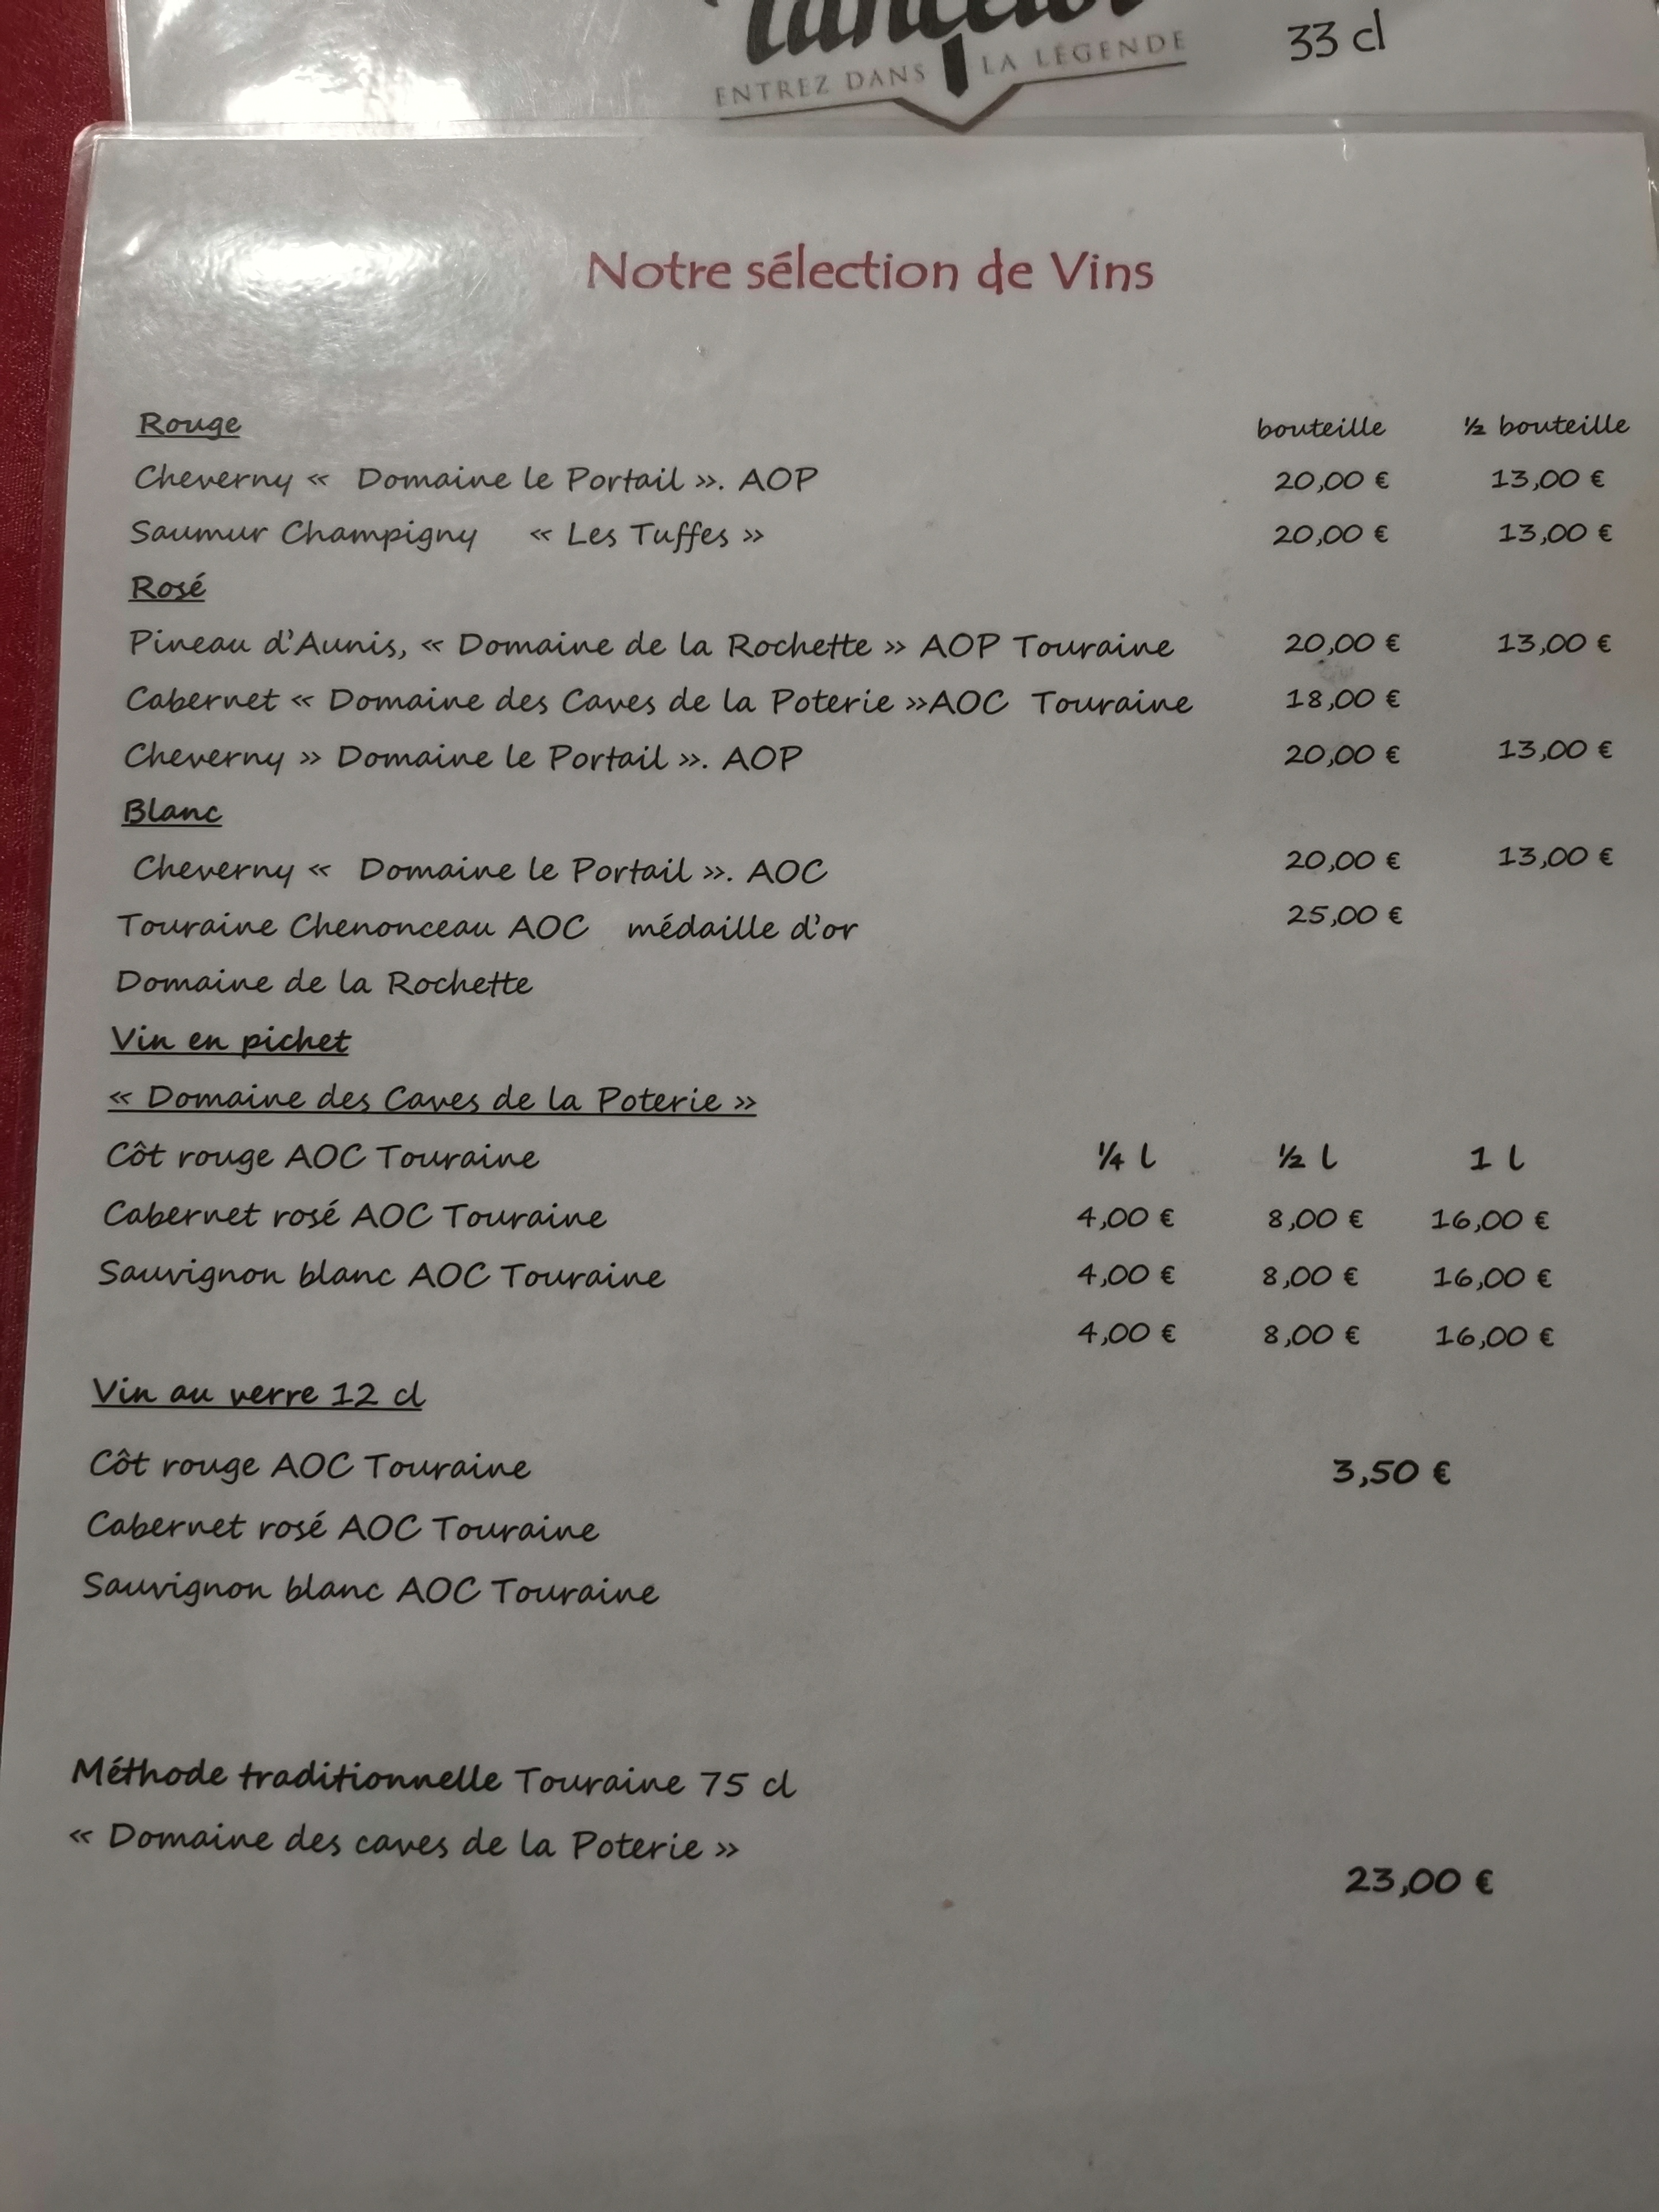 ENTREZ DANS LA LÉGENDE
33 cl
Notre sélection de Vins
Rouge bouteille ½ bouteille
Cheverny « Domaine le Portail ». AOP 20,00 € 13,00 €
Saumur Champigny « Les Tuffes » 20,00 € 13,00 €
Rosé
Pineau d'Aunis, « Domaine de la Rochette » AOP Touraine 20,00 € 13,00 €
Cabernet « Domaine des Caves de la Poterie »AOC Touraine 18,00 €
Cheverny » Domaine le Portail ». AOP 20,00 € 13,00 €
Blanc
Cheverny « Domaine le Portail ». AOC 20,00 € 13,00 €
Touraine Chenonceau AOC médaille d'or 25,00 €
Domaine de la Rochette
Vin en pichet
« Domaine des Caves de la Poterie »
Côt rouge AOC Touraine ¼ l ½ l 1 l
Cabernet rosé AOC Touraine 4,00 € 8,00 € 16,00 €
Sauvignon blanc AOC Touraine 4,00 € 8,00 € 16,00 €
4,00 € 8,00 € 16,00 €
Vin au verre 12 cl
Côt rouge AOC Touraine 3,50 €
Cabernet rosé AOC Touraine
Sauvignon blanc AOC Touraine
Méthode traditionnelle Touraine 75 cl
« Domaine des caves de la Poterie »
23,00 €